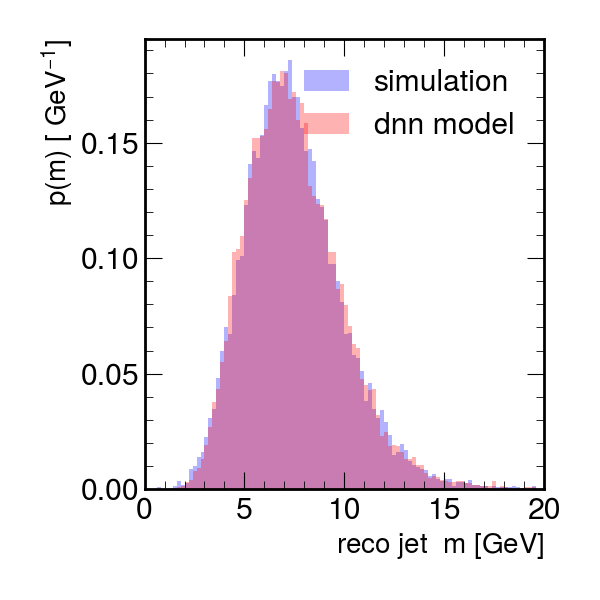 p(m) [ GeV⁻¹]
simulation
dnn model
0.15
0.10
0.05
0.00
0 5 10 15 20
reco jet m [GeV]